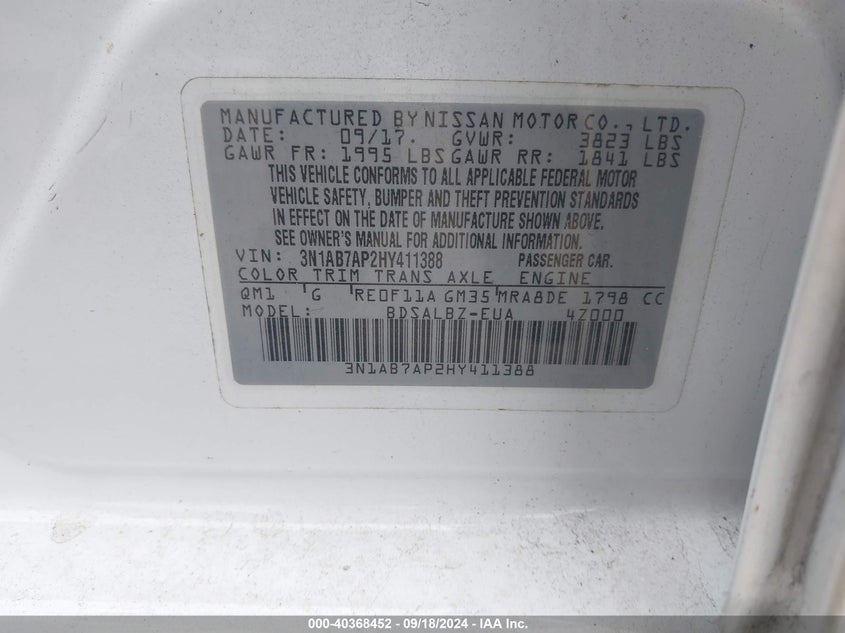 MANUFACTURED BY NISSAN MOTOR CO., LTD.
DATE: 09/17. GVWR: 3823 LBS
GAWR FR: 1995 LBS GAWR RR: 1841 LBS
THIS VEHICLE CONFORMS TO ALL APPLICABLE FEDERAL MOTOR
VEHICLE SAFETY, BUMPER AND THEFT PREVENTION STANDARDS
IN EFFECT ON THE DATE OF MANUFACTURE SHOWN ABOVE.
SEE OWNER'S MANUAL FOR ADDITIONAL INFORMATION.
VIN: 3N1AB7AP2HY411388 PASSENGER CAR.
COLOR TRIM TRANS AXLE ENGINE
QM1 G RE0F11A GM35 MRA8DE 1798 CC
MODEL: BDSALBZ-EUA 4Z000
3N1AB7AP2HY411388
000-40368452 - 09/18/2024 - IAA Inc.